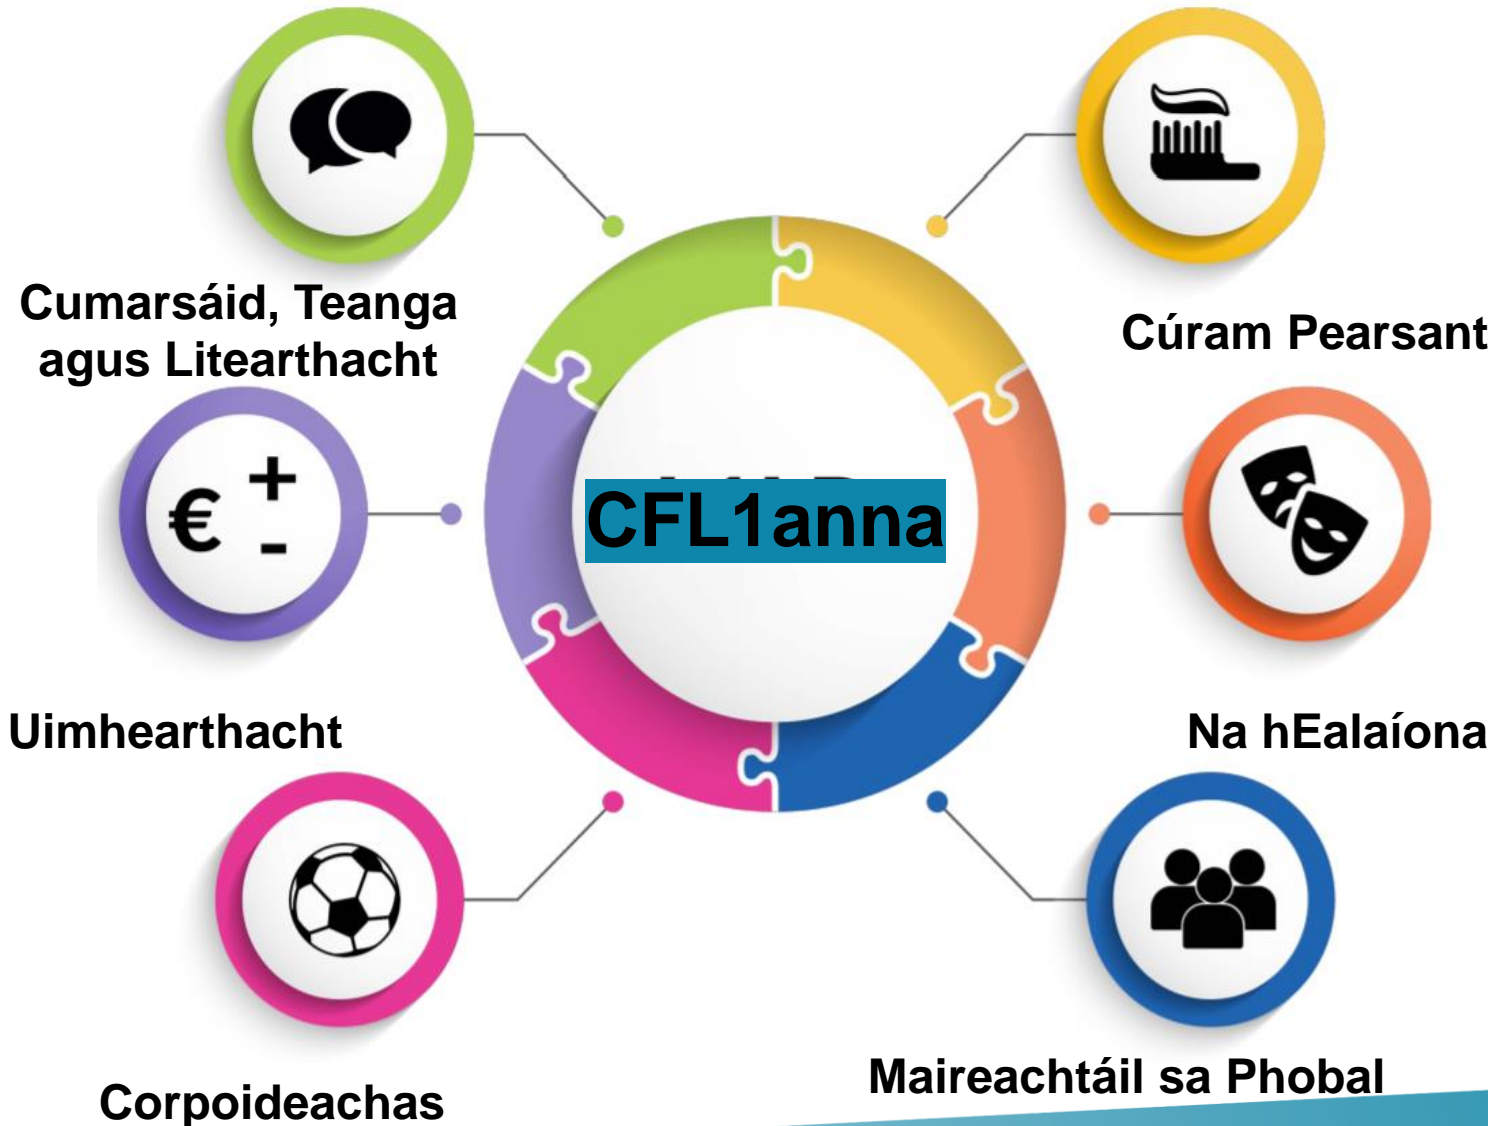 Cumarsáid, Teanga
agus Litearthacht
Cúram Pearsant
€ + -
CFL1anna
Uimhearthacht
Na hEalaíona
Corpoideachas
Maireachtáil sa Phobal